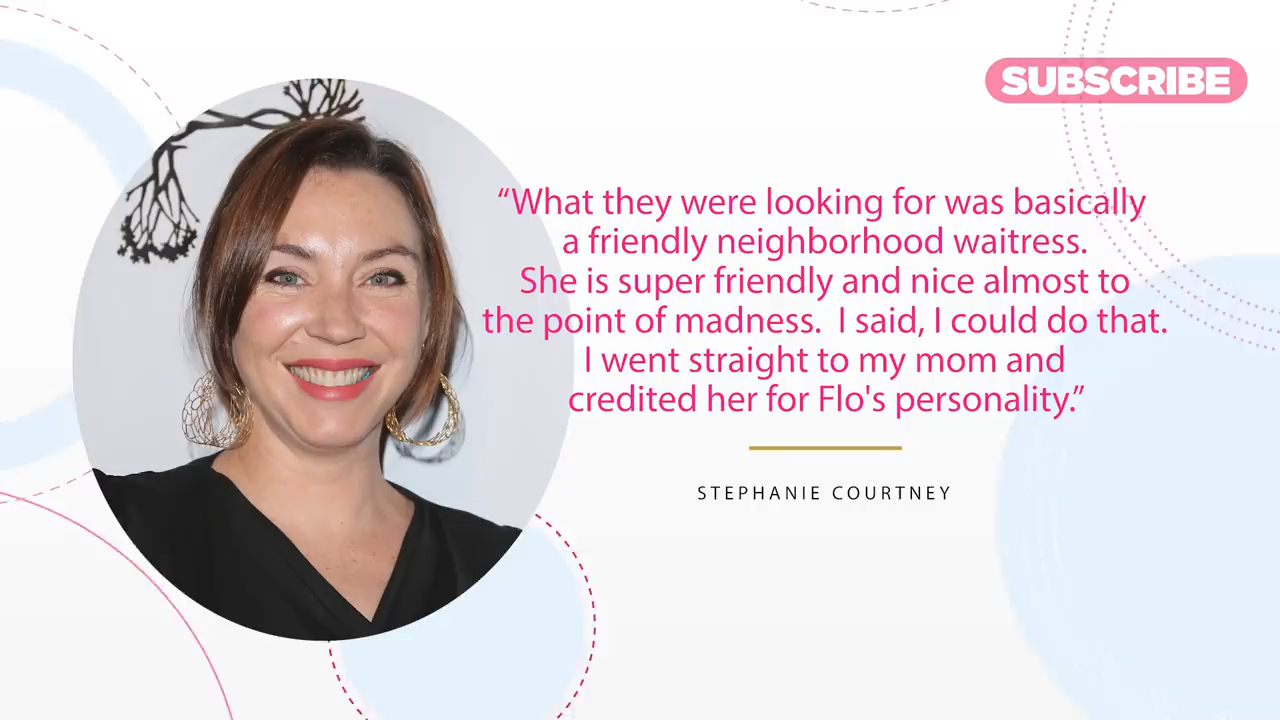 SUBSCRIBE
“What they were looking for was basically
a friendly neighborhood waitress.
She is super friendly and nice almost to
the point of madness.  I said, I could do that.
I went straight to my mom and
credited her for Flo's personality.”
STEPHANIE COURTNEY